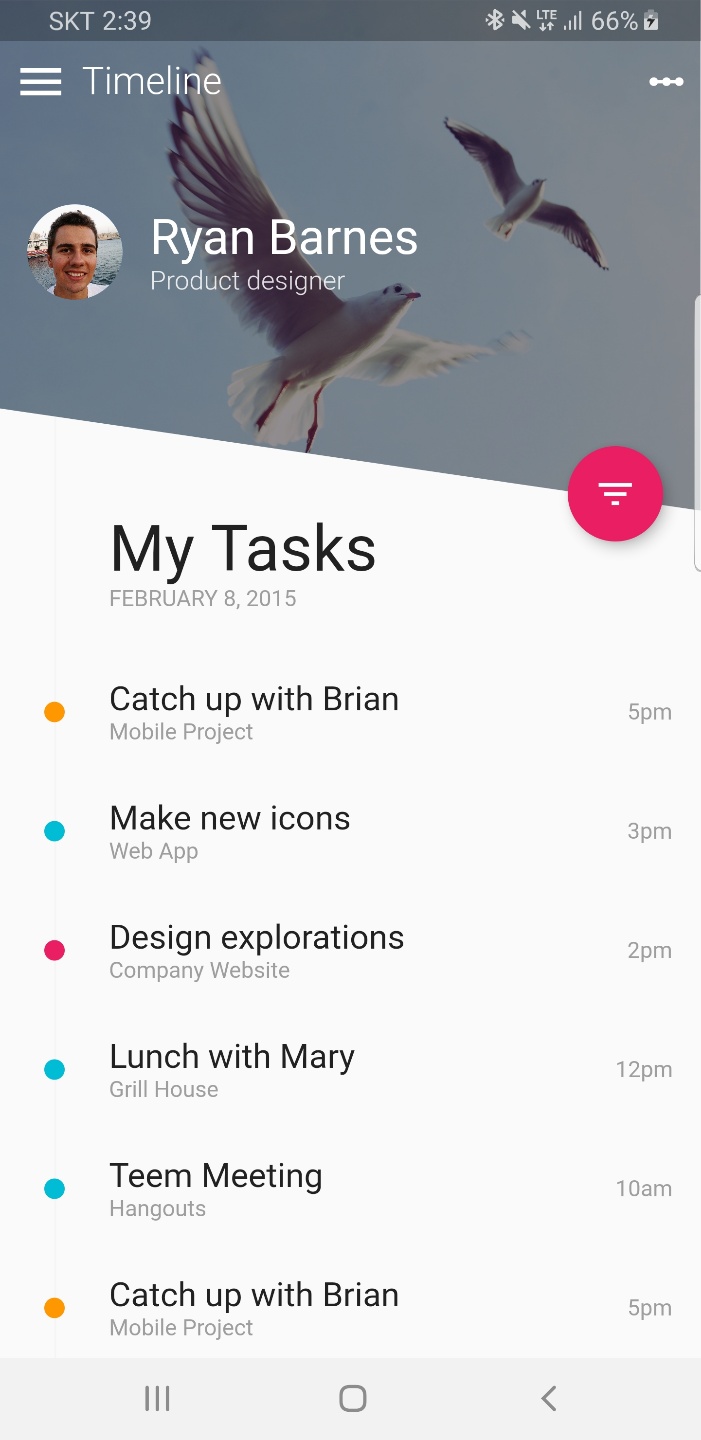 SKT 2:39
LTE 66%
Timeline
Ryan Barnes
Product designer
My Tasks
FEBRUARY 8, 2015
Catch up with Brian
5pm
Mobile Project
Make new icons
3pm
Web App
Design explorations
2pm
Company Website
Lunch with Mary
12pm
Grill House
Teem Meeting
10am
Hangouts
Catch up with Brian
5pm
Mobile Project